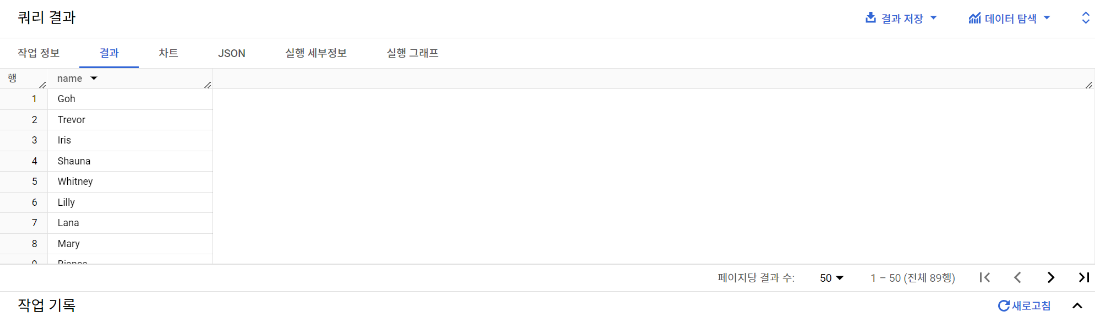 쿼리 결과 결과 저장 데이터 탐색
작업 정보 결과 차트 JSON 실행 세부정보 실행 그래프
행 name
1 Goh
2 Trevor
3 Iris
4 Shauna
5 Whitney
6 Lilly
7 Lana
8 Mary
페이지당 결과 수: 50 1 – 50 (전체 89행)
작업 기록 새로고침